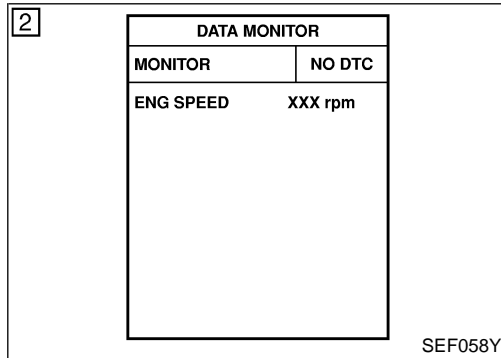 2
DATA MONITOR
MONITOR NO DTC
ENG SPEED XXX rpm
SEF058Y